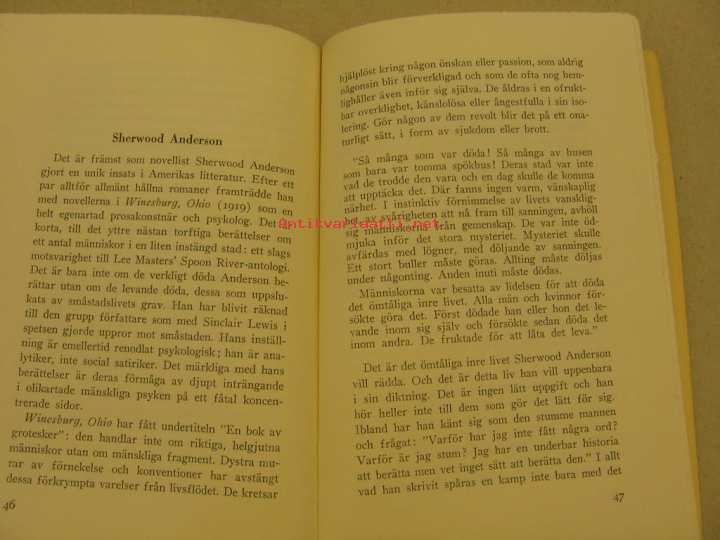 Sherwood Anderson
Det är främst som novellist Sherwood Anderson
gjort en unik insats i Amerikas litteratur. Efter ett
par alltför allmänt hållna romaner framträdde han
med novellerna i Winesburg, Ohio (1919) som en
helt egenartad prosakonstnär och psykolog. Det
korta, till det yttre nästan torftiga berättelser om
ett antal människor i en liten instängd stad: ett slags
motsvarighet till Lee Masters' Spoon River-antologi.
Det är bara inte om de verkligt döda Anderson be-
rättar utan om de levande döda, dessa som uppslu-
kats av småstadslivets grav. Han har blivit räknad
till den grupp författare som med Sinclair Lewis i
spetsen gjorde uppror mot småstaden. Hans inställ-
ning är emellertid renodlat psykologisk; han är ana-
lytiker, inte social satiriker. Det märkliga med hans
berättelser är deras förmåga av djupt inträngande
i olikartade mänskliga psyken på ett fåtal koncen-
trerade sidor.
Winesburg, Ohio har fått undertiteln "En bok av
grotesker": den handlar inte om riktiga, helgjutna
människor utan om mänskliga fragment. Dystra mu-
rar av förnekelse och konventioner har avstängt
dessa förkrympta varelser från livsflödet. De kretsar
46
hjälplöst kring någon önskan eller passion, som aldrig
någonsin blir förverkligad och som de ofta nog hem-
lighåller även inför sig själva. De åldras i en ofrukt-
bar overklighet, känslolösa eller ångestfulla i sin iso-
lering. Gör någon av dem revolt blir det på ett ona-
turligt sätt, i form av sjukdom eller brott.
"Så många som var döda! Så många av husen
som bara var tomma spökhus! Deras stad var inte
vad de trodde den vara och en dag skulle de komma
att upptäcka det. Där fanns ingen varm, vänskaplig
närhet. I instinktiv förnimmelse av livets vansklig-
het, av svårigheten att nå fram till sanningen, avhöll
sig människorna från gemenskap. De var inte öd-
mjuka inför det stora mysteriet. Mysteriet skulle
avfärdas med lögner, med döljande av sanningen.
Ett stort buller måste göras. Allting måste döljas
under någonting. Anden inuti måste dödas.
Människorna var besatta av lidelsen för att döda
det ömtåliga inre livet. Alla män och kvinnor för-
sökte göra det. Först dödade han eller hon det le-
vande inom sig själv och försökte sedan döda det
inom andra. De fruktade för att låta det leva."
Det är det ömtåliga inre livet Sherwood Anderson
vill rädda. Och det är detta liv han vill uppenbara
i sin diktning. Det är ingen lätt uppgift och han
hör heller inte till dem som gör det lätt för sig.
Ibland har han känt sig som den stumme mannen
och frågat: "Varför har jag inte fått några ord?
Varför är jag stum? Jag har en underbar historia
att berätta men vet inget sätt att berätta den." I allt
vad han skrivit spåras en kamp inte bara med det
47
Antikvariaatti.net